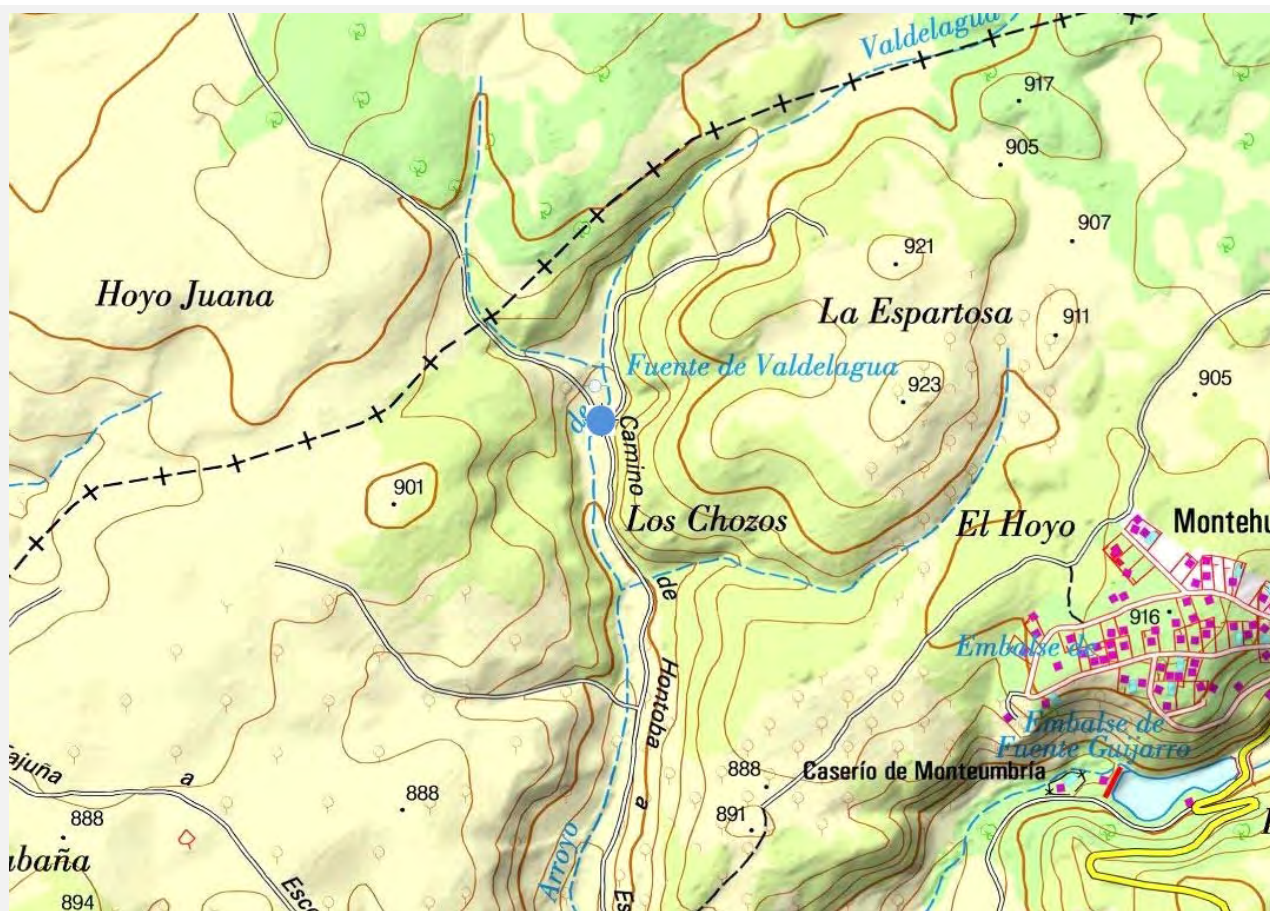 Valdelagua
917
905
907
921
Hoyo Juana
La Espartosa
911
Fuente de Valdelagua
923
905
de
Camino
901
Los Chozos
El Hoyo
Montehu
de
916
Embalse de
Hontoba
Embalse de
Fuente Guijarro
Caserío de Monteumbría
ajuña
a
888
888
a
891
888
abaña
Arroyo
Esco
Es
894